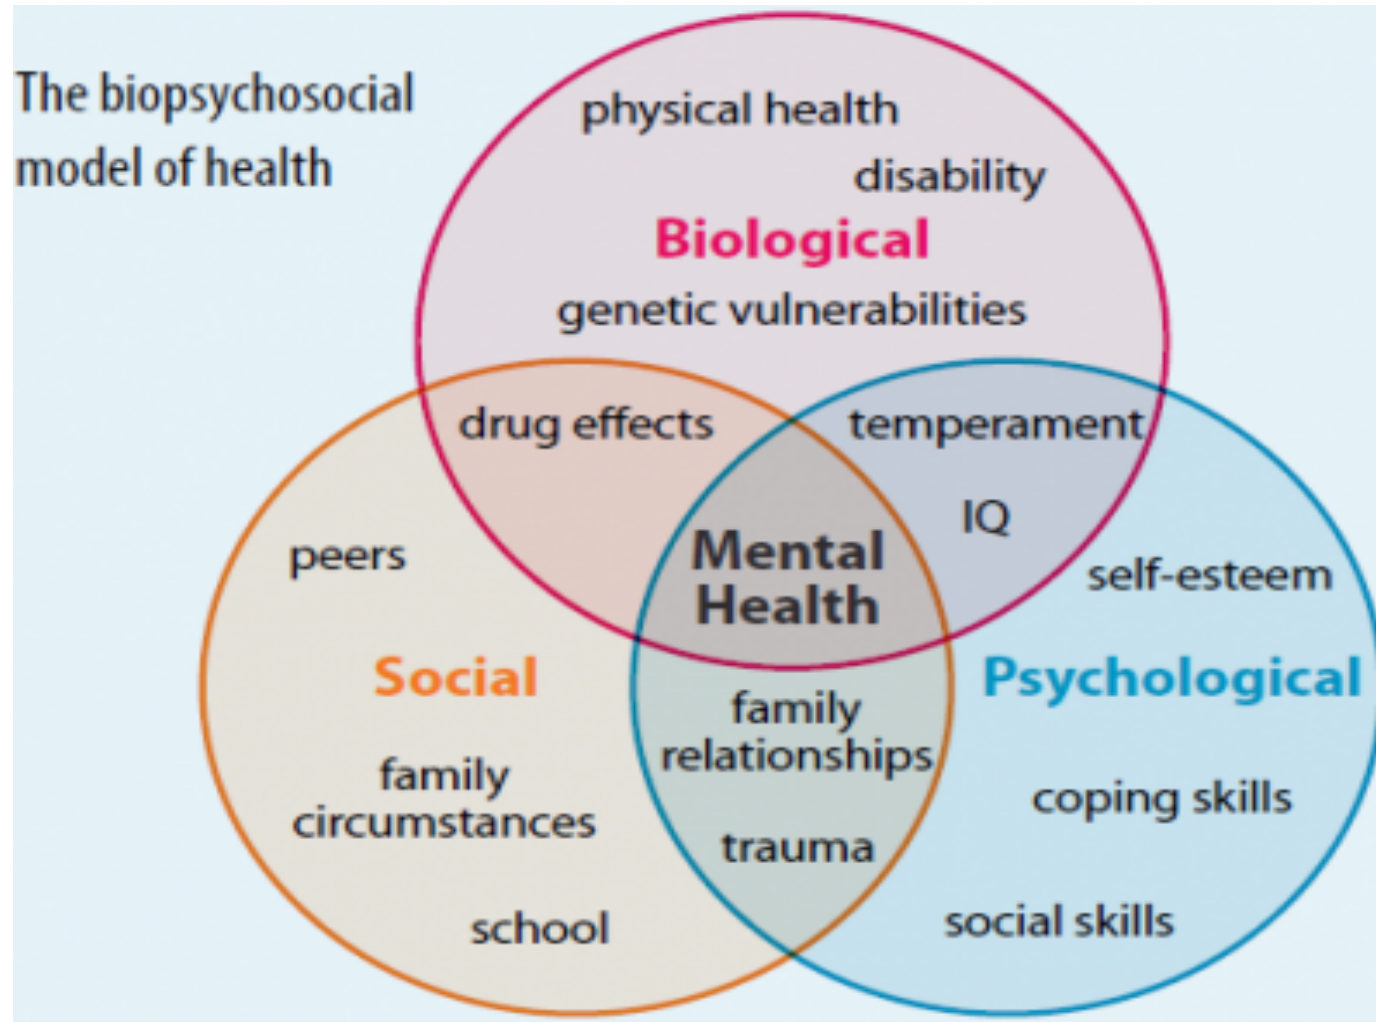 The biopsychosocial
model of health
physical health
disability
Biological
genetic vulnerabilities
drug effects
temperament
IQ
Mental
Health
peers
self-esteem
Social
Psychological
family
relationships
family
circumstances
coping skills
trauma
school
social skills